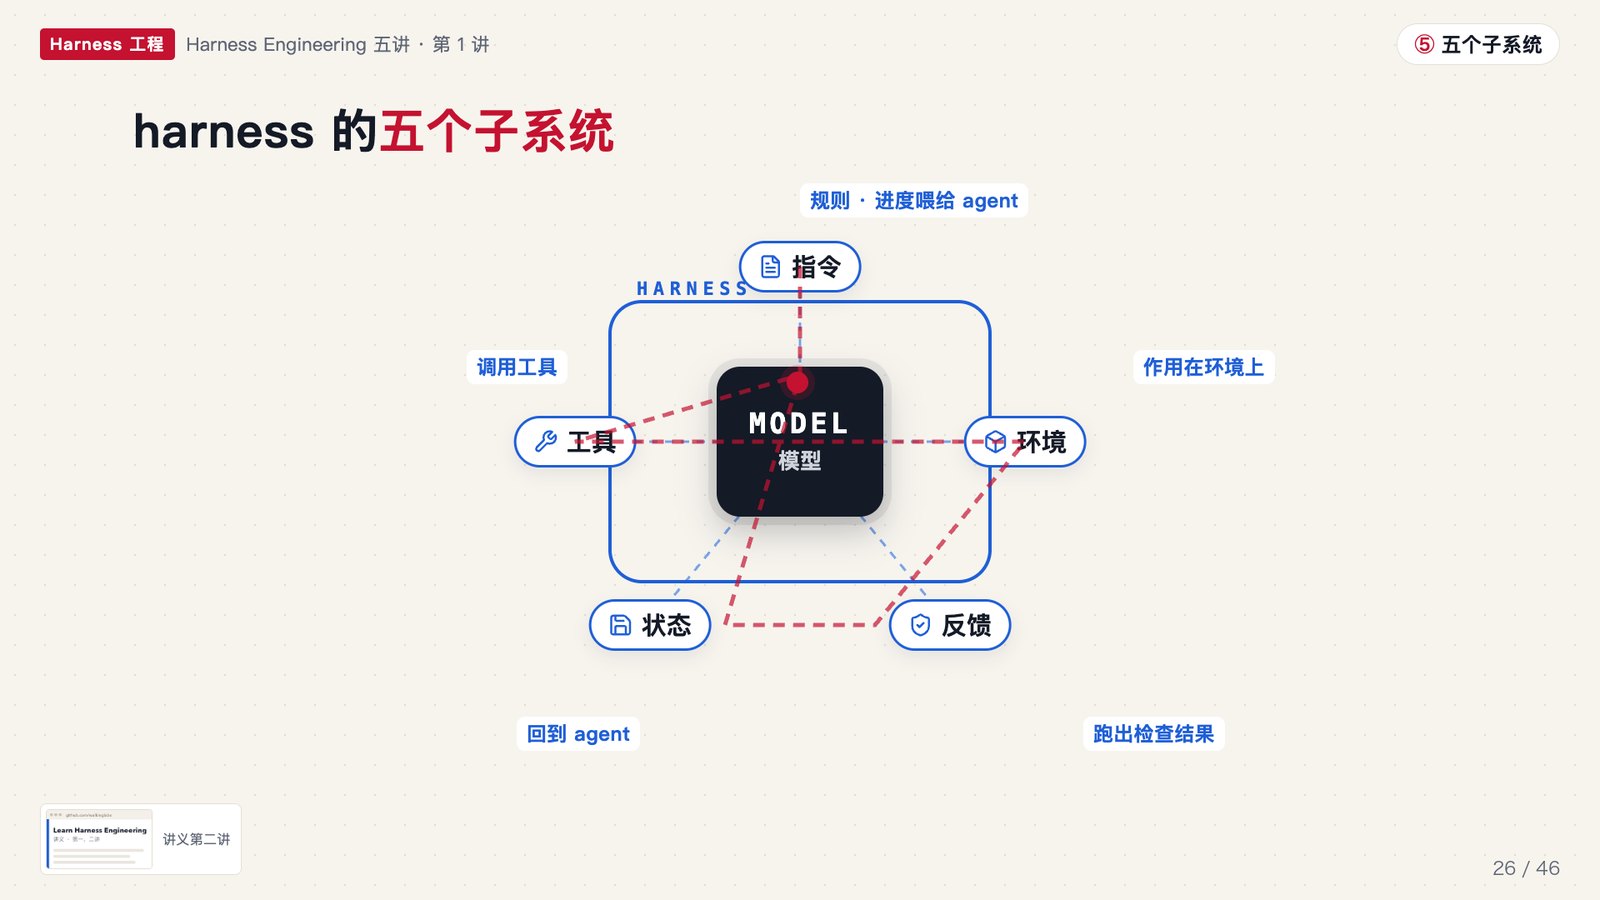 Harness 工程 Harness Engineering 五讲 · 第 1 讲
⑤ 五个子系统
harness 的五个子系统
规则 · 进度喂给 agent
指令
HARNESS
调用工具
作用在环境上
工具
MODEL
模型
环境
状态
反馈
回到 agent
跑出检查结果
Learn Harness Engineering
讲义第二讲
26 / 46